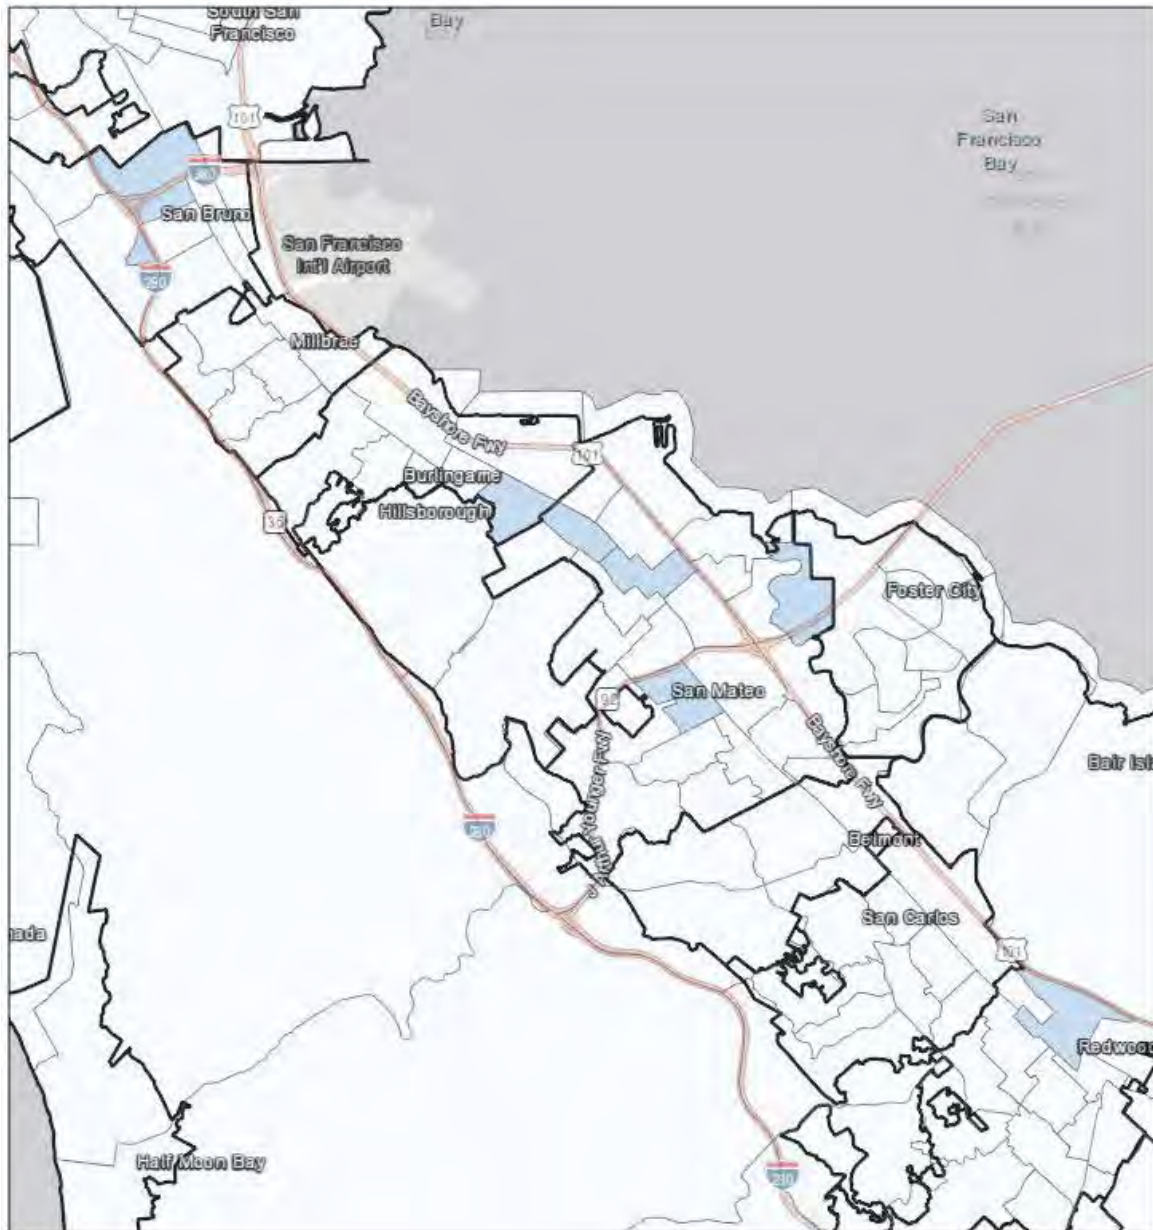 South San
Francisco
Bay
101
San
Francisco
Bay
380
San Bruno
San Francisco
Int'l Airport
280
Millbrae
Bayshore Fwy
101
Burlingame
Hillsborough
35
Foster City
San Mateo
92
Bayshore Fwy
Bair Isla
J Arthur Younger Fwy
280
Belmont
San Carlos
nada
101
Redwood
Half Moon Bay
280